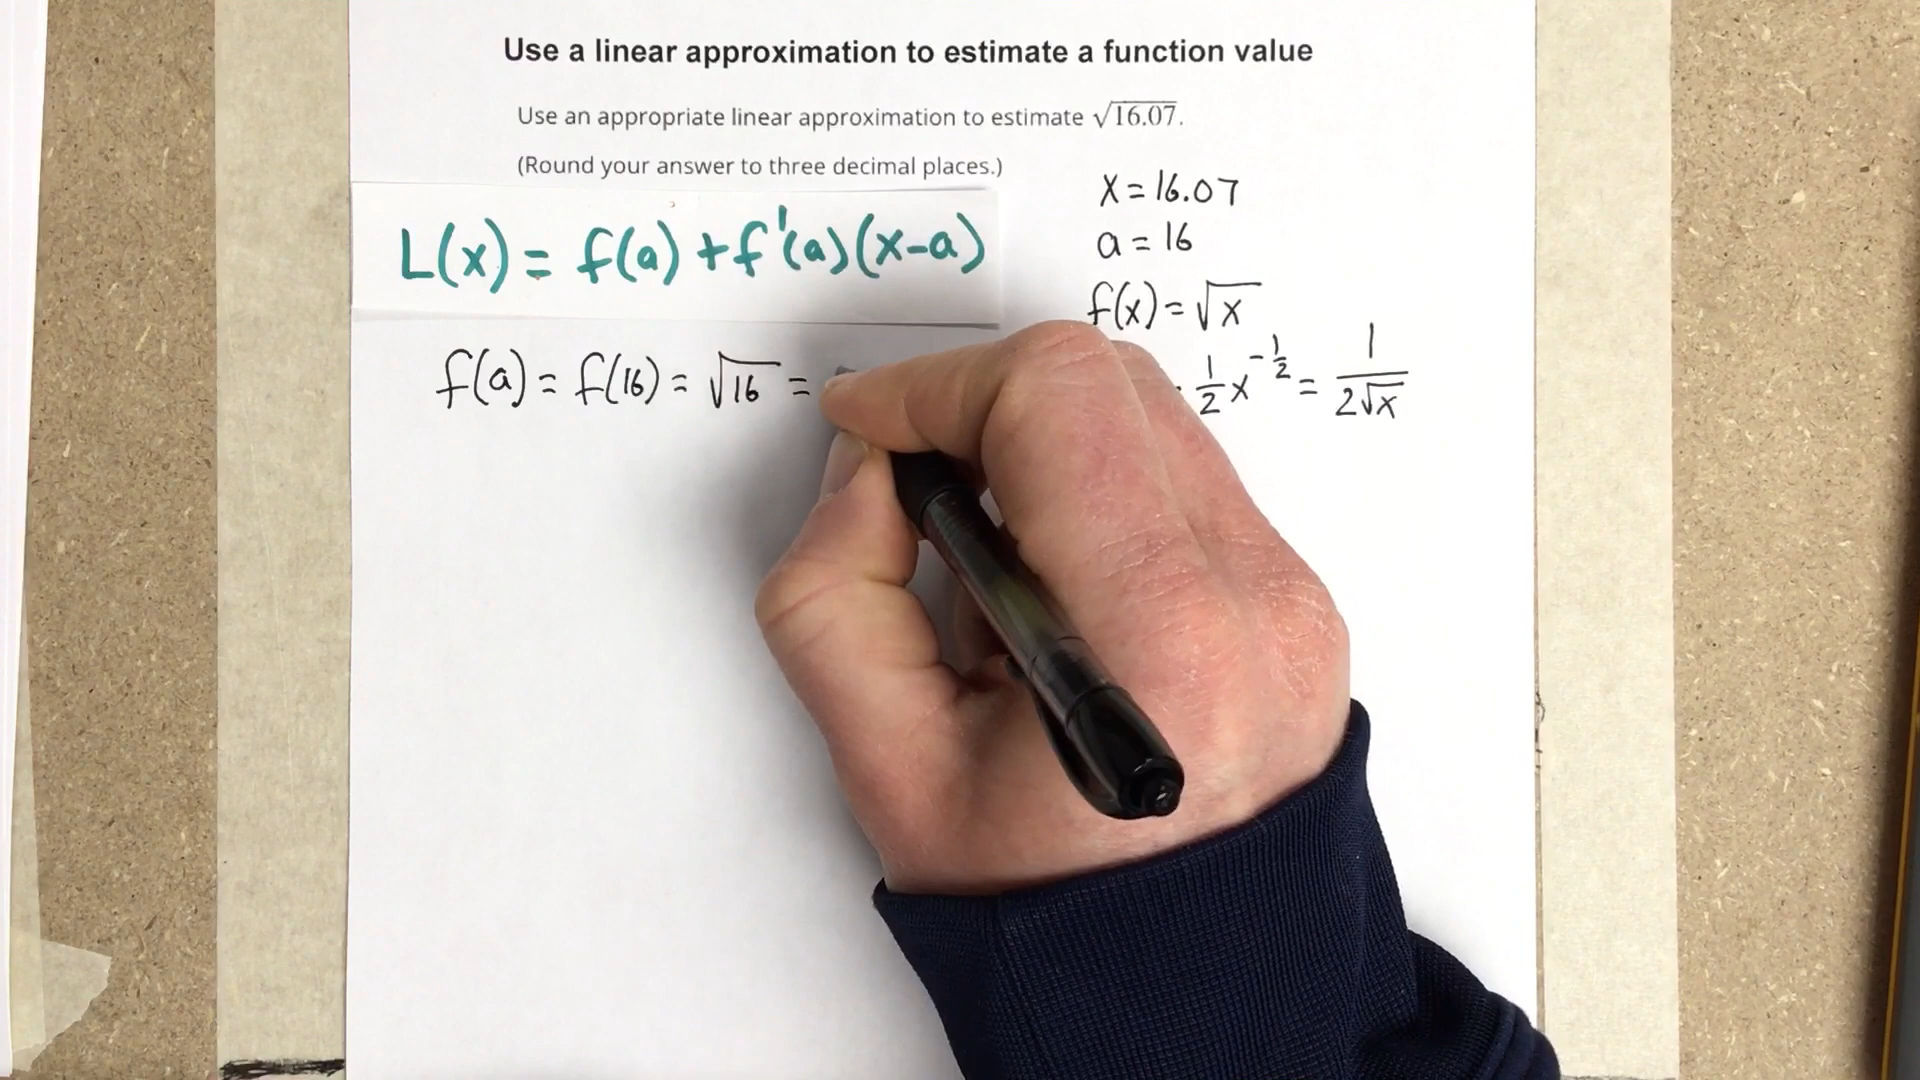 Use a linear approximation to estimate a function value
Use an appropriate linear approximation to estimate √16.07.
(Round your answer to three decimal places.)
x = 16.07
L(x) = f(a) + f'(a)(x-a)
a = 16
f(x) = √x
f(a) = f(16) = √16 =
1/2 x^-1/2 = 1/(2√x)